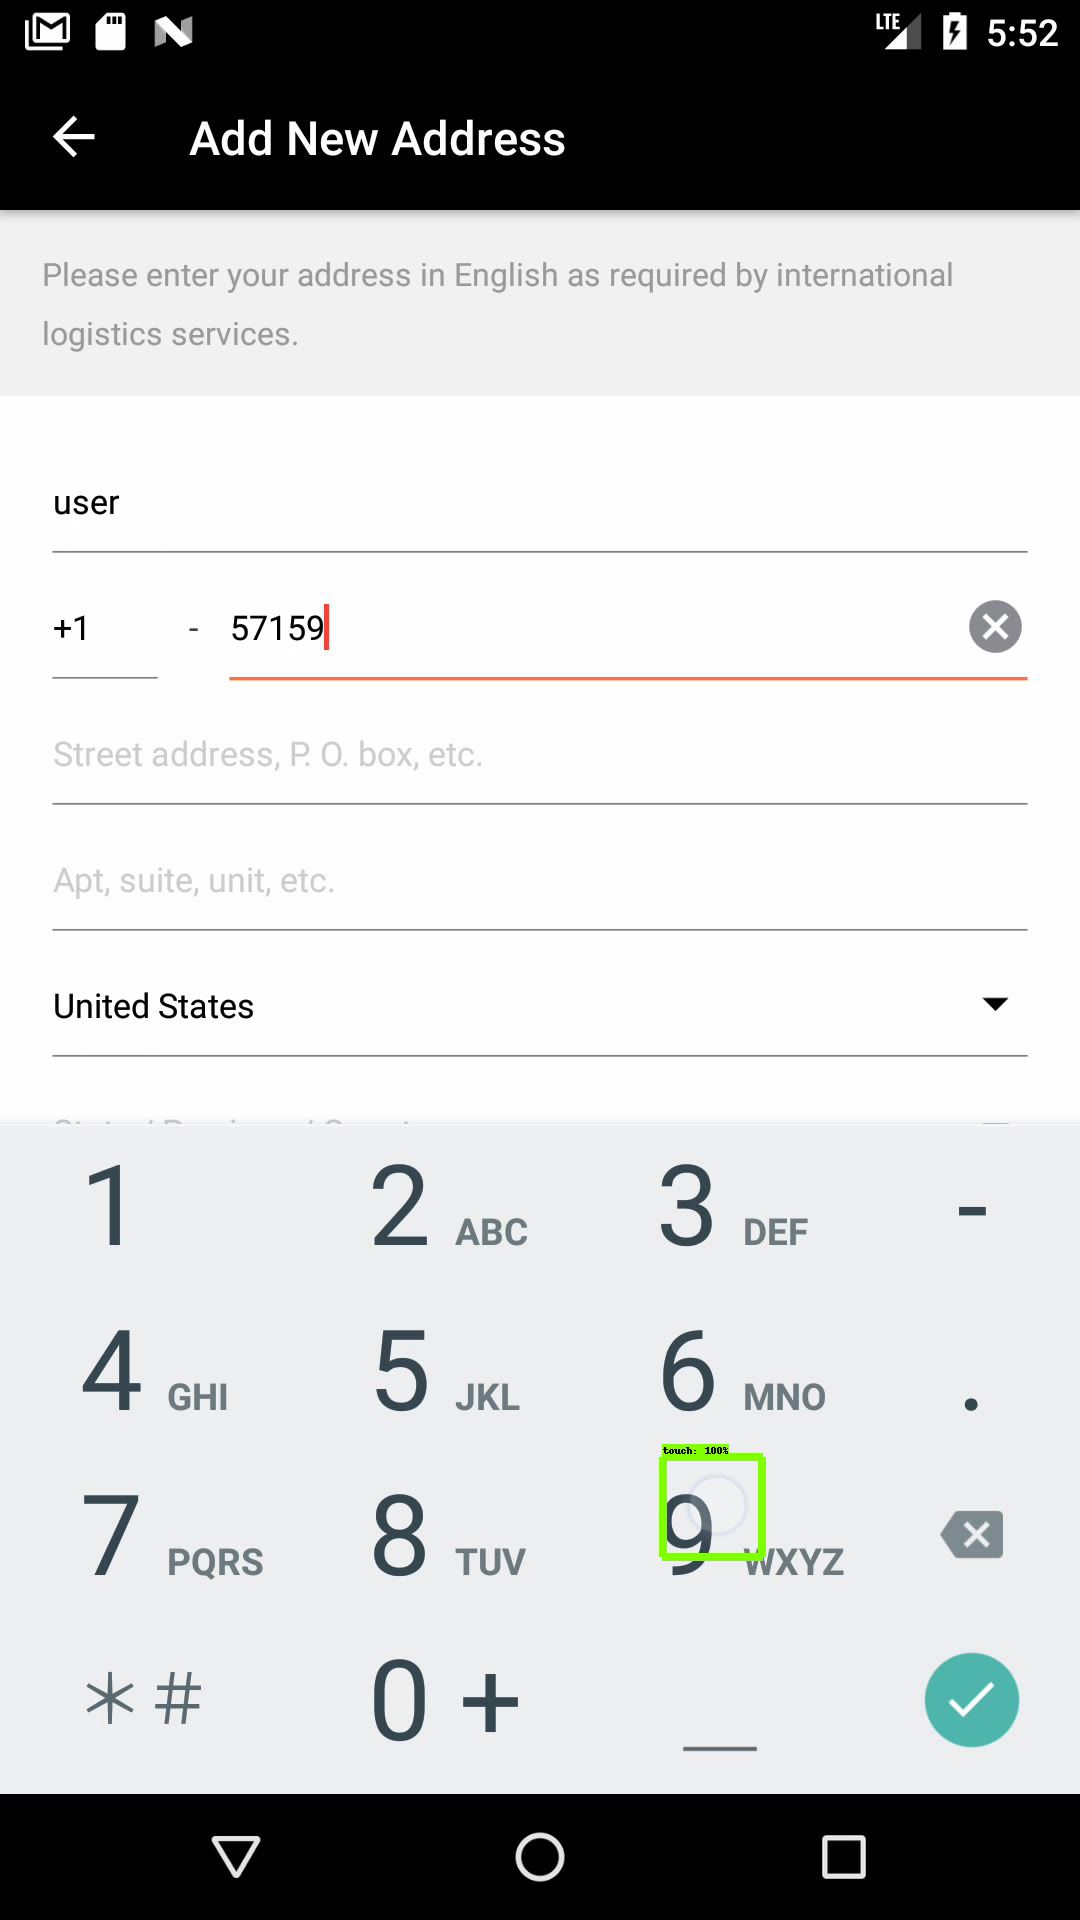 LTE 5:52
Add New Address
Please enter your address in English as required by international
logistics services.
user
+1 - 57159
Street address, P. O. box, etc.
Apt, suite, unit, etc.
United States
1 2 ABC 3 DEF -
4 GHI 5 JKL 6 MNO .
touch: 100%
7 PQRS 8 TUV 9 WXYZ
*# 0 + _